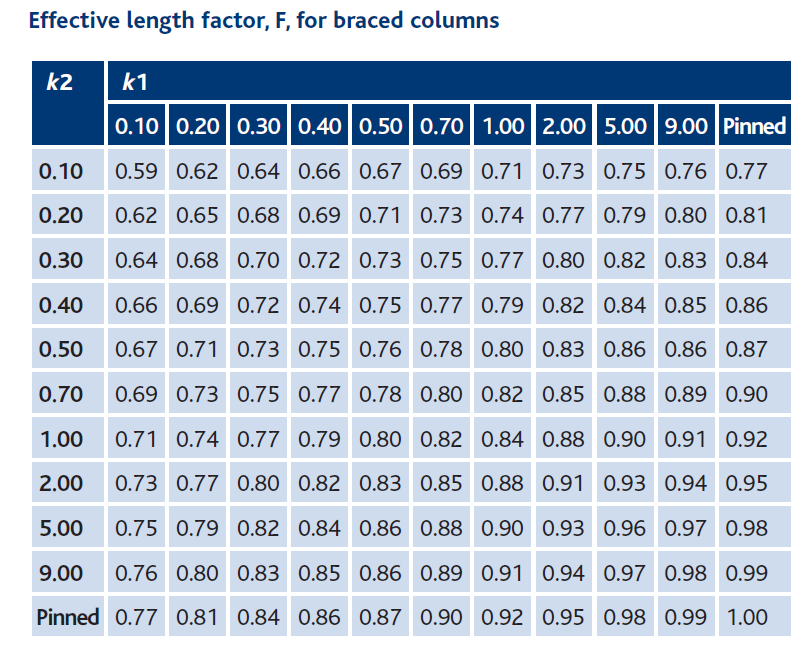 Effective length factor, F, for braced columns
k2 k1
0.10 0.20 0.30 0.40 0.50 0.70 1.00 2.00 5.00 9.00 Pinned
0.10 0.59 0.62 0.64 0.66 0.67 0.69 0.71 0.73 0.75 0.76 0.77
0.20 0.62 0.65 0.68 0.69 0.71 0.73 0.74 0.77 0.79 0.80 0.81
0.30 0.64 0.68 0.70 0.72 0.73 0.75 0.77 0.80 0.82 0.83 0.84
0.40 0.66 0.69 0.72 0.74 0.75 0.77 0.79 0.82 0.84 0.85 0.86
0.50 0.67 0.71 0.73 0.75 0.76 0.78 0.80 0.83 0.86 0.86 0.87
0.70 0.69 0.73 0.75 0.77 0.78 0.80 0.82 0.85 0.88 0.89 0.90
1.00 0.71 0.74 0.77 0.79 0.80 0.82 0.84 0.88 0.90 0.91 0.92
2.00 0.73 0.77 0.80 0.82 0.83 0.85 0.88 0.91 0.93 0.94 0.95
5.00 0.75 0.79 0.82 0.84 0.86 0.88 0.90 0.93 0.96 0.97 0.98
9.00 0.76 0.80 0.83 0.85 0.86 0.89 0.91 0.94 0.97 0.98 0.99
Pinned 0.77 0.81 0.84 0.86 0.87 0.90 0.92 0.95 0.98 0.99 1.00